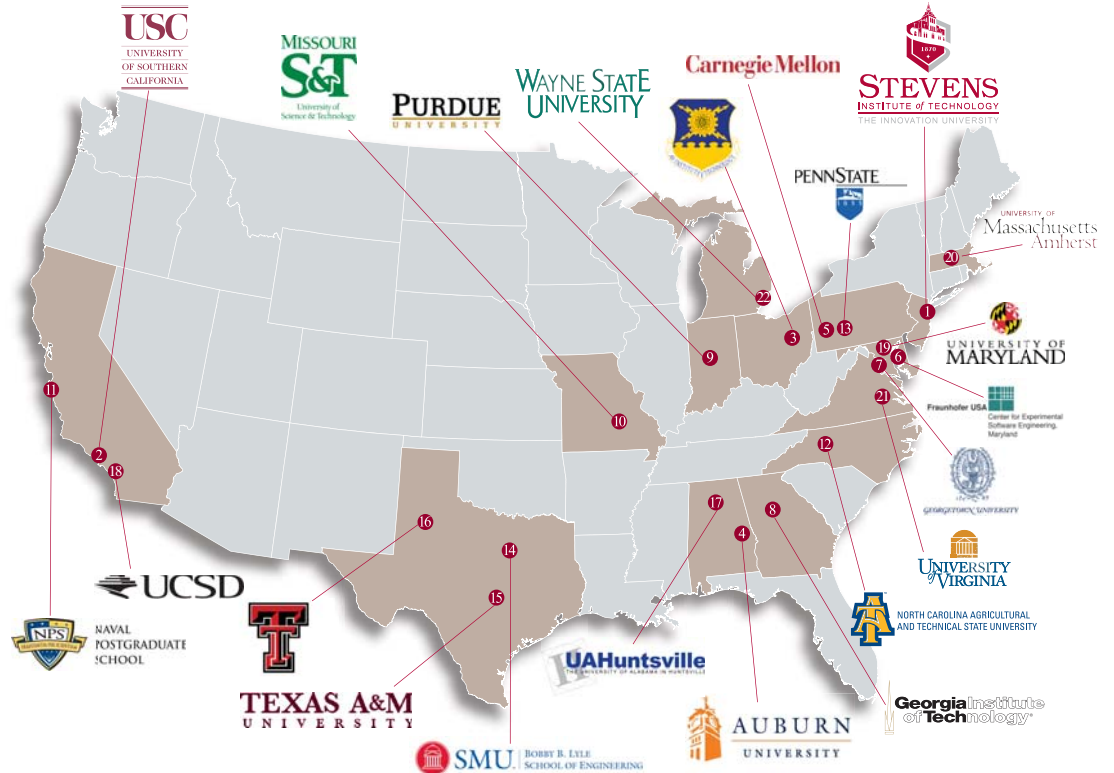 USC
UNIVERSITY
OF SOUTHERN
CALIFORNIA
MISSOURI
S&T
University of
Science & Technology
PURDUE
UNIVERSITY
WAYNE STATE
UNIVERSITY
Carnegie Mellon
1870
STEVENS
INSTITUTE of TECHNOLOGY
THE INNOVATION UNIVERSITY
PENNSTATE
UNIVERSITY OF
Massachusetts
Amherst
20
22
1
3
5
13
19
6
7
9
UNIVERSITY OF
MARYLAND
11
21
10
Fraunhofer USA
Center for Experimental
Software Engineering,
Maryland
12
2
18
GEORGETOWN UNIVERSITY
17
8
16
4
14
15
UNIVERSITY
of VIRGINIA
UCSD
NPS
NAVAL
POSTGRADUATE
SCHOOL
T
AT
NORTH CAROLINA AGRICULTURAL
AND TECHNICAL STATE UNIVERSITY
UAHuntsville
THE UNIVERSITY OF ALABAMA IN HUNTSVILLE
TEXAS A&M
UNIVERSITY
Georgia Institute
of Technology
AUBURN
UNIVERSITY
SMU.
BOBBY B. LYLE
SCHOOL OF ENGINEERING